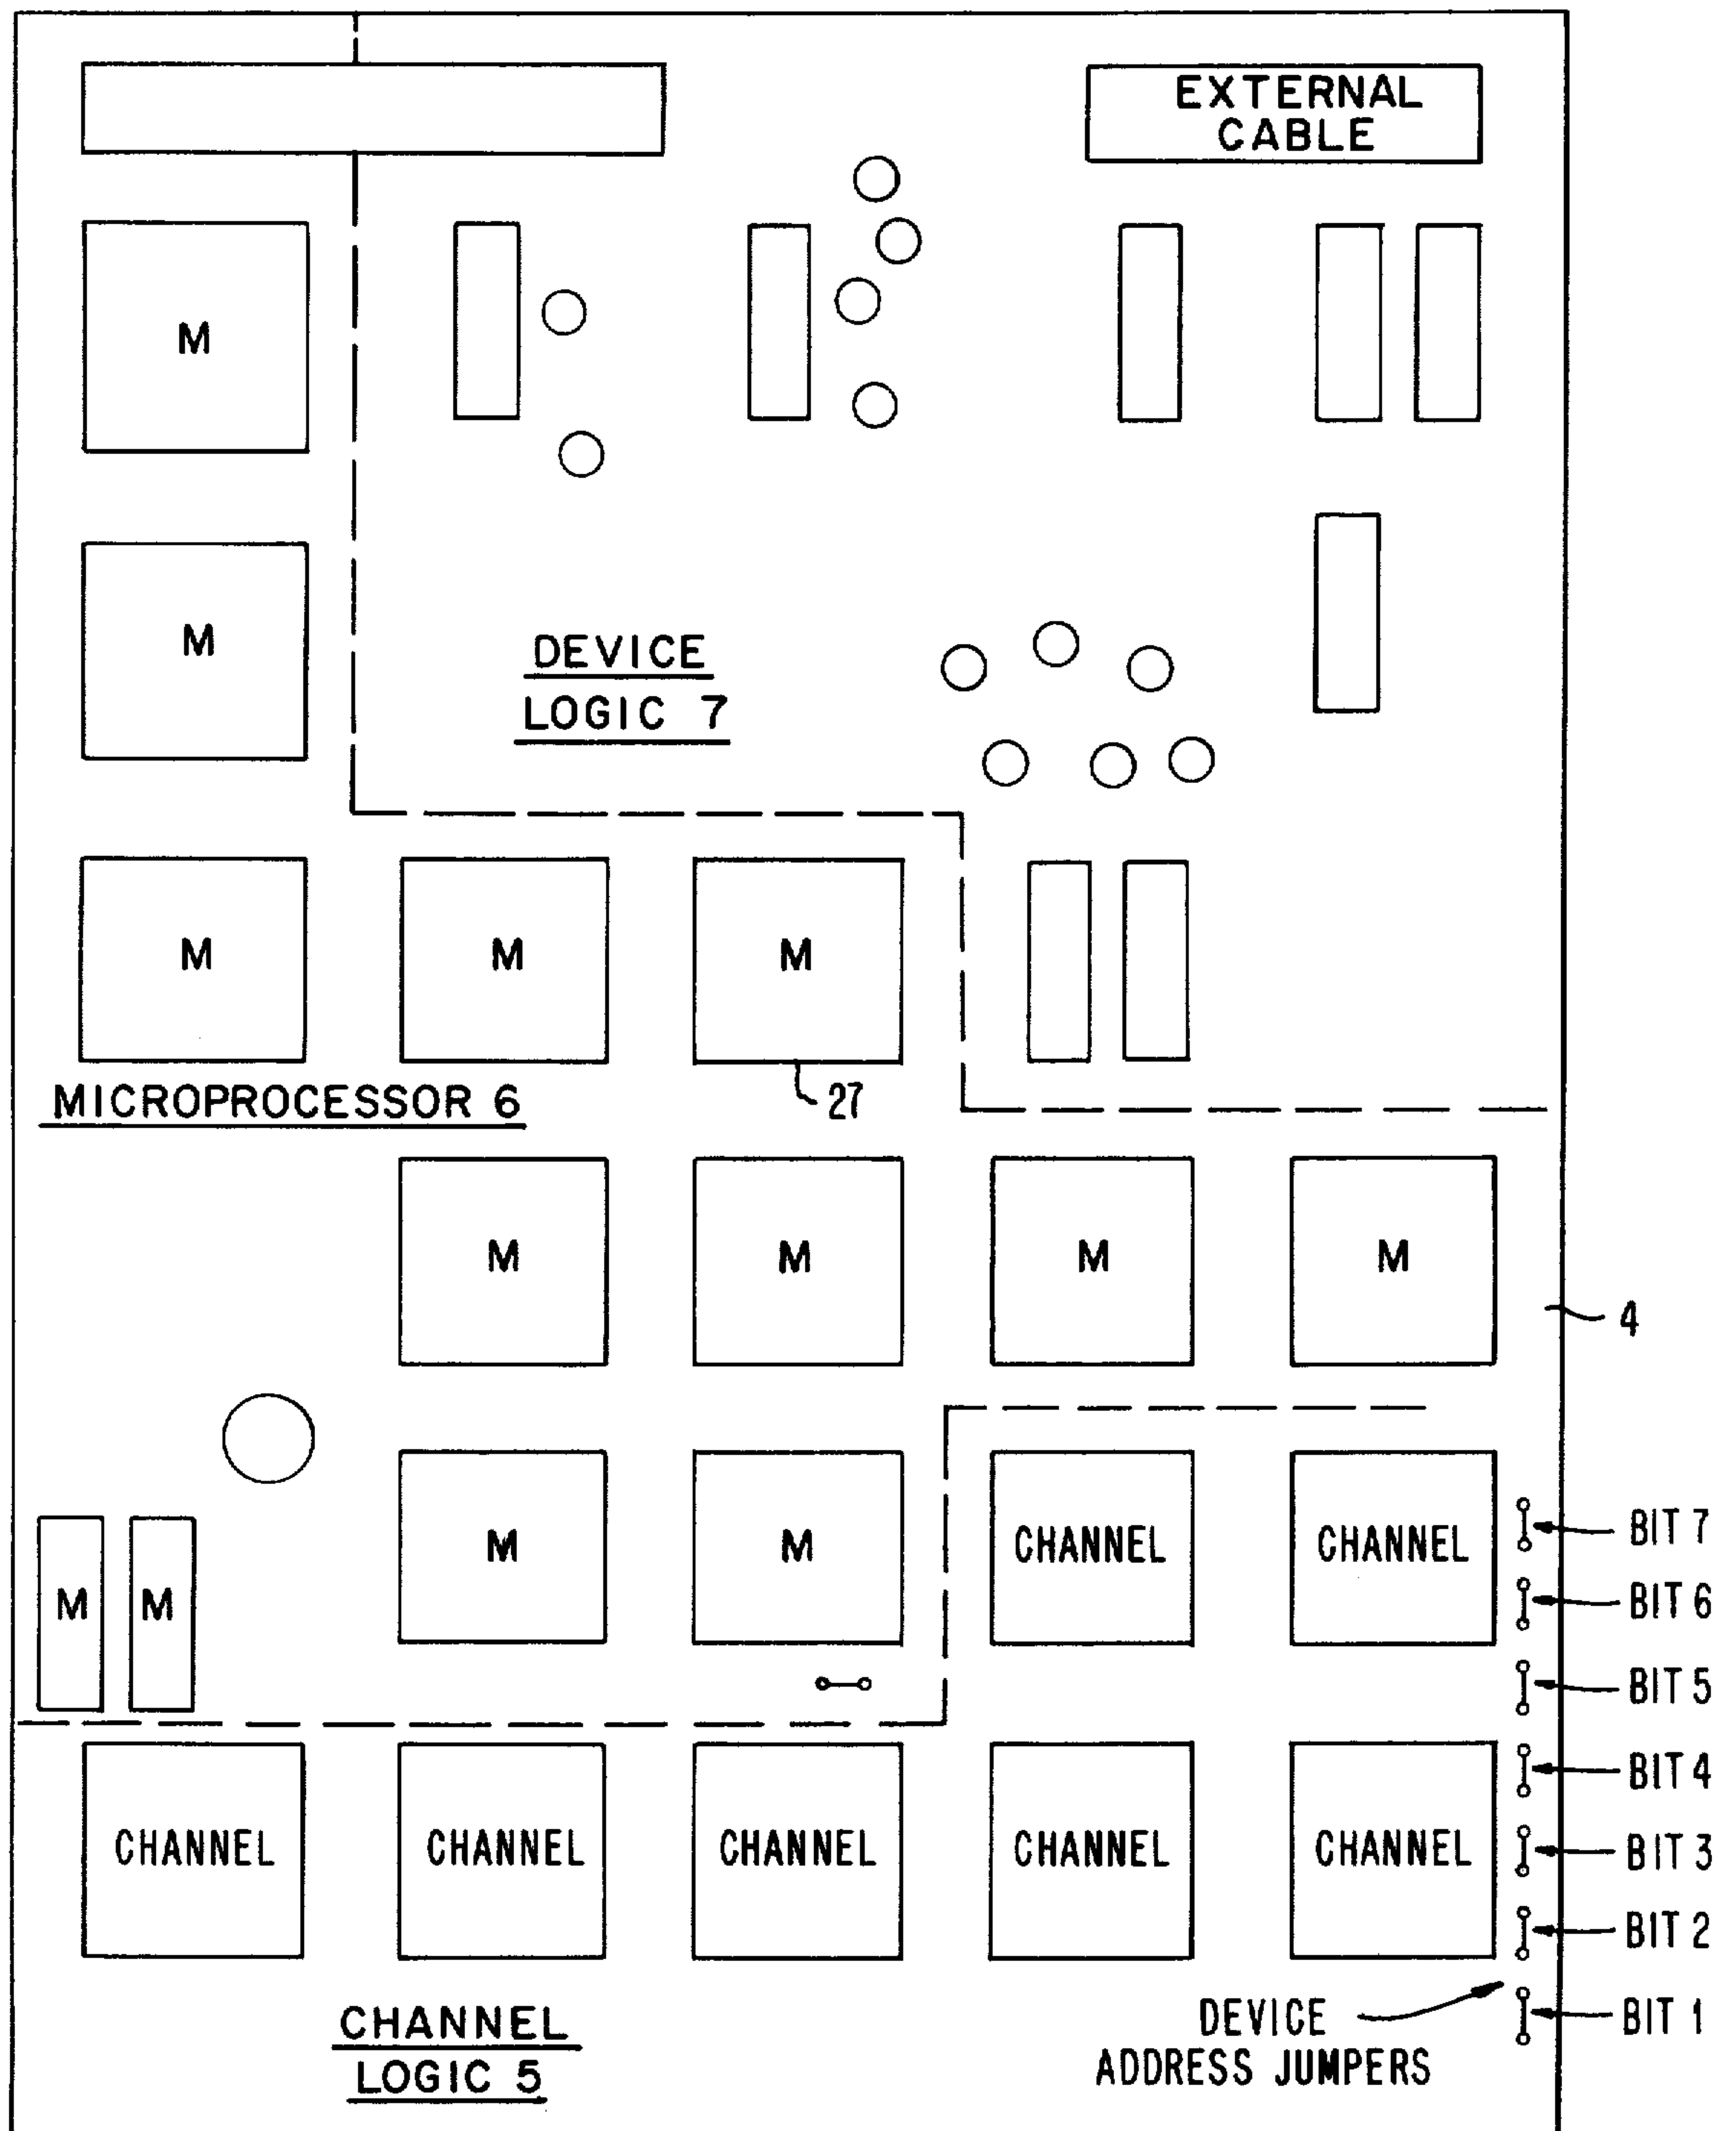 EXTERNAL
CABLE
M
M
DEVICE
LOGIC 7
M M M
27
MICROPROCESSOR 6
M M M M
4
M M CHANNEL CHANNEL
BIT 7
M M
BIT 6
BIT 5
BIT 4
CHANNEL CHANNEL CHANNEL CHANNEL CHANNEL
BIT 3
BIT 2
BIT 1
DEVICE
ADDRESS JUMPERS
CHANNEL
LOGIC 5